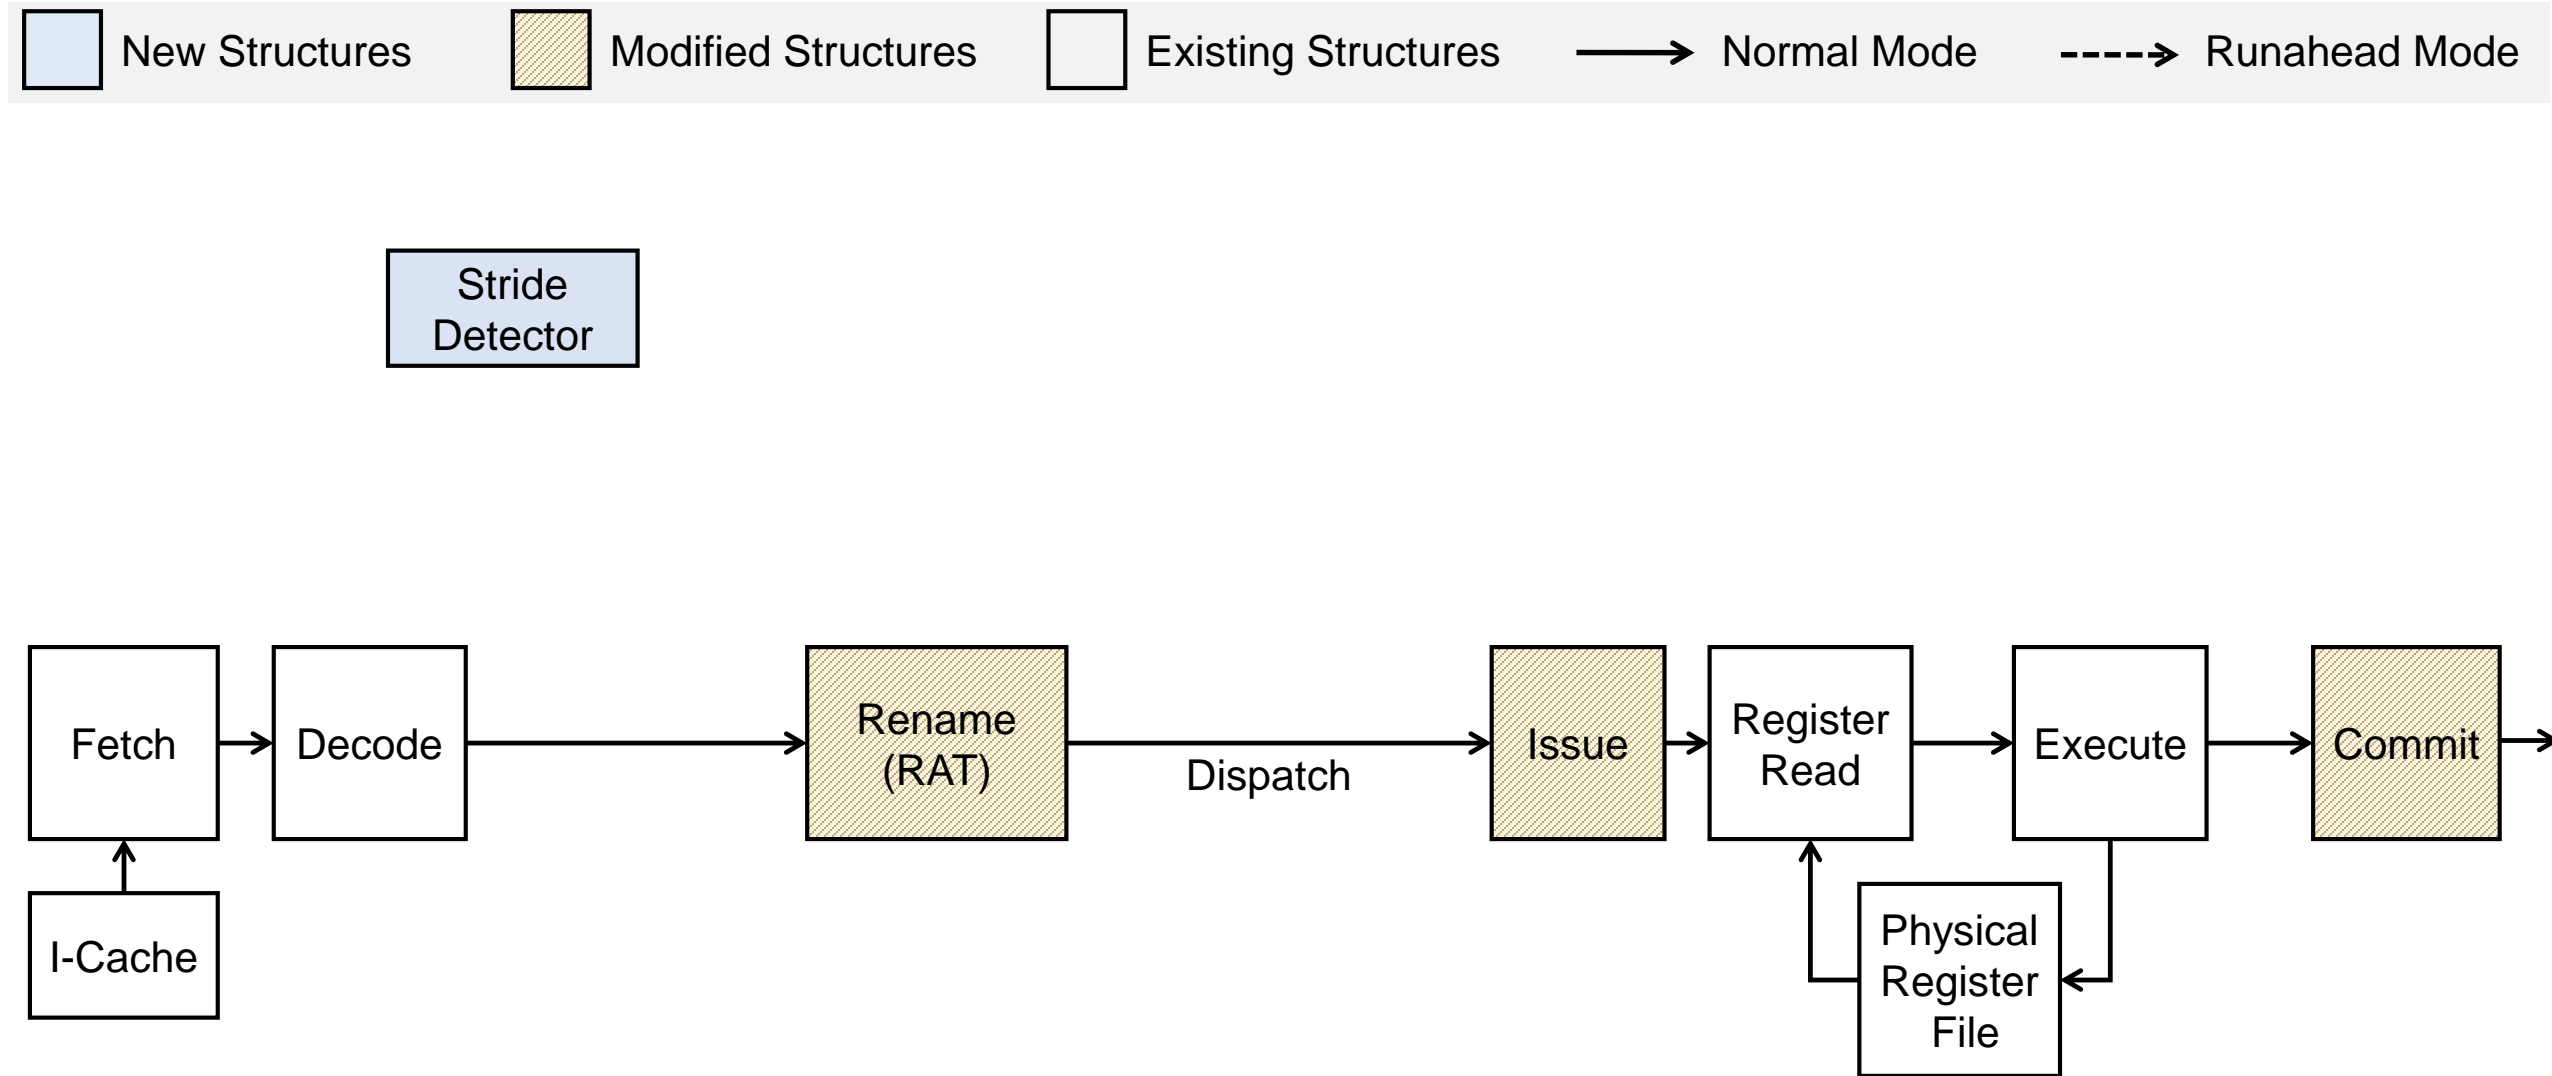 New Structures
Modified Structures
Existing Structures
Normal Mode
Runahead Mode
Stride
Detector
Fetch
Decode
Rename
(RAT)
Dispatch
Issue
Register
Read
Execute
Commit
I-Cache
Physical
Register
File